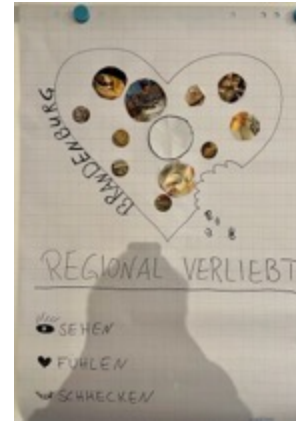 BRANDENBURG
REGIONAL VERLIEBT
SEHEN
FÜHLEN
SCHMECKEN